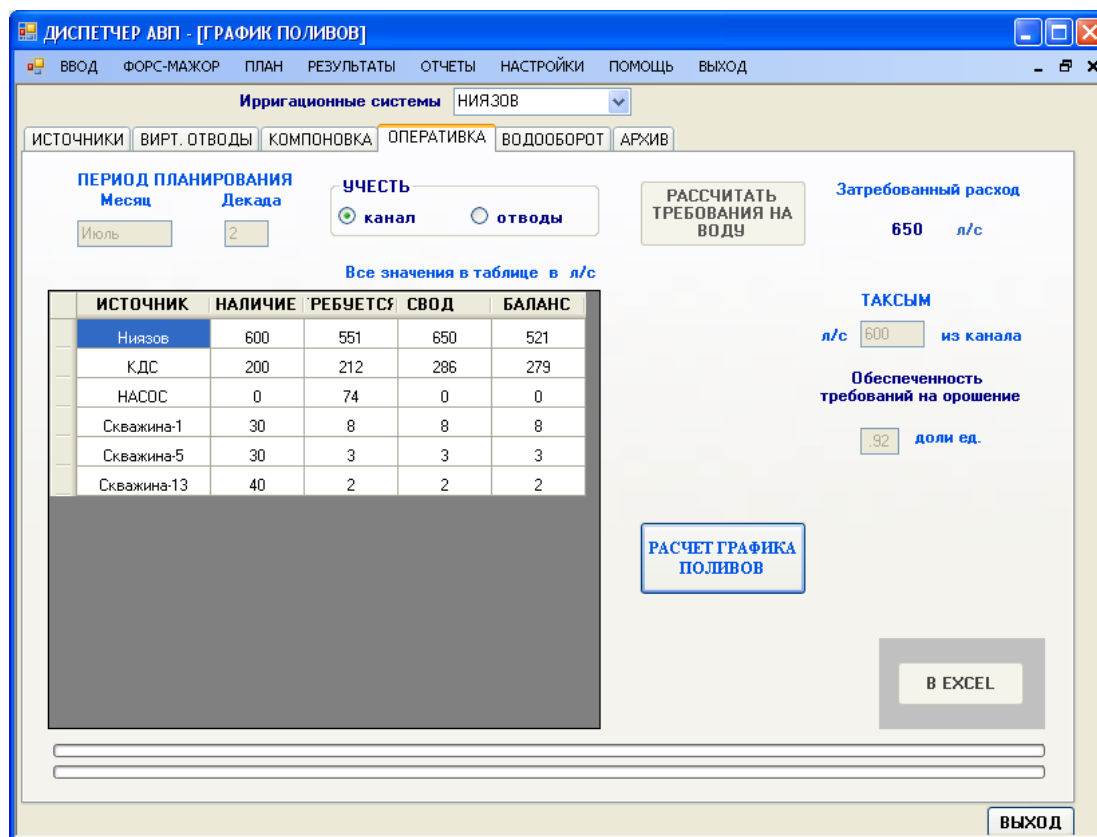 ДИСПЕТЧЕР АВП - [ГРАФИК ПОЛИВОВ]
ВВОД ФОРС-МАЖОР ПЛАН РЕЗУЛЬТАТЫ ОТЧЕТЫ НАСТРОЙКИ ПОМОЩЬ ВЫХОД
Ирригационные системы НИЯЗОВ
ИСТОЧНИКИ ВИРТ. ОТВОДЫ КОМПОНОВКА ОПЕРАТИВКА ВОДООБОРОТ АРХИВ
ПЕРИОД ПЛАНИРОВАНИЯ
Месяц Декада
Июль 2
УЧЕСТЬ
канал отводы
РАССЧИТАТЬ
ТРЕБОВАНИЯ НА
ВОДУ
Затребованный расход
650 л/с
Все значения в таблице в л/с
ИСТОЧНИК НАЛИЧИЕ ТРЕБУЕТСЯ СВОД БАЛАНС
Ниязов 600 551 650 521
КДС 200 212 286 279
НАСОС 0 74 0 0
Скважина-1 30 8 8 8
Скважина-5 30 3 3 3
Скважина-13 40 2 2 2
ТАКСЫМ
л/с 600 из канала
Обеспеченность
требований на орошение
.92 доли ед.
РАСЧЕТ ГРАФИКА
ПОЛИВОВ
В EXCEL
ВЫХОД